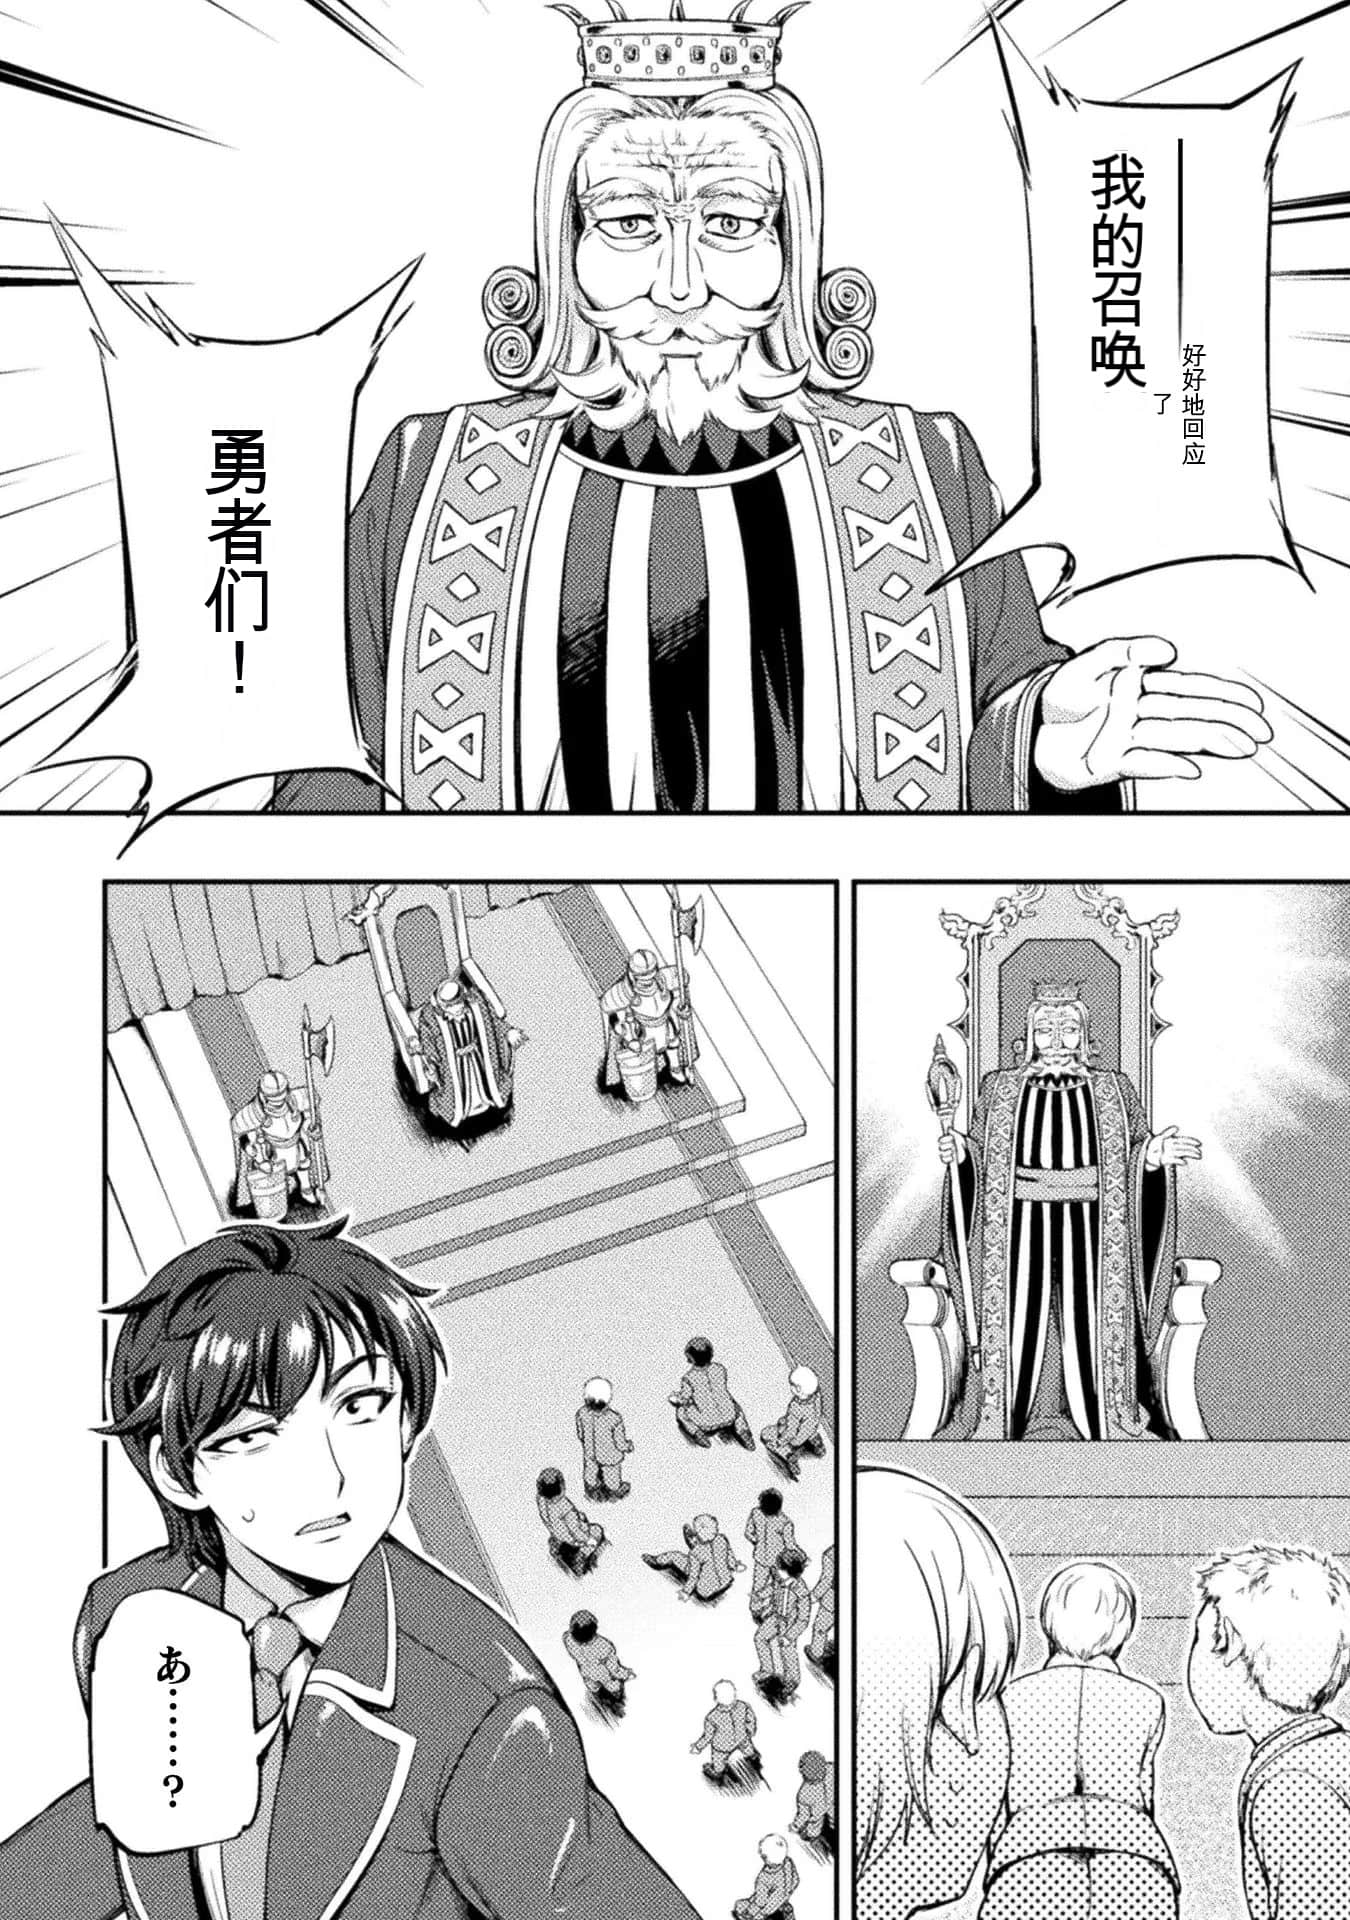 ——好好地回应了
我的召唤
勇者们！
あ……… ？